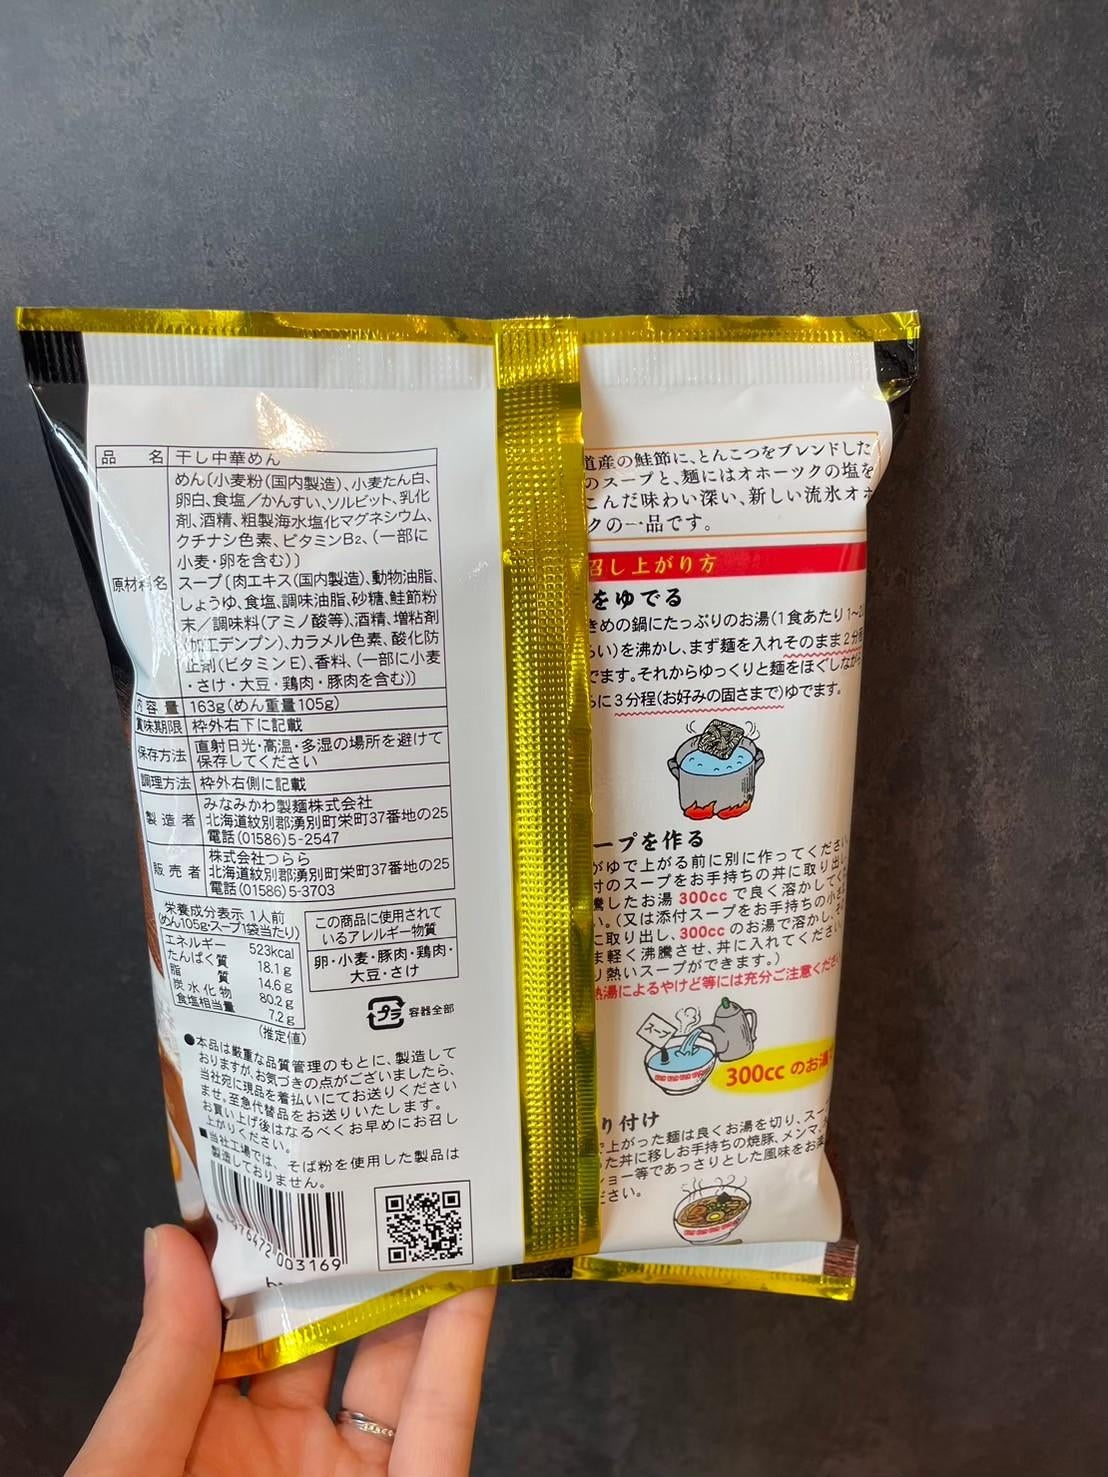 品 名 干し中華めん
原材料名
めん〔小麦粉(国内製造)、小麦たん白、
卵白、食塩／かんすい、ソルビット、乳化
剤、酒精、粗製海水塩化マグネシウム、
クチナシ色素、ビタミンB₂、(一部に
小麦・卵を含む)〕
スープ〔肉エキス(国内製造)、動物油脂、
しょうゆ、食塩、調味油脂、砂糖、鮭節粉
末／調味料(アミノ酸等)、酒精、増粘剤
(加工デンプン)、カラメル色素、酸化防
止剤(ビタミンE)、香料、(一部に小麦
・さけ・大豆・鶏肉・豚肉を含む)〕
内容量 163g(めん重量105g)
賞味期限 枠外右下に記載
保存方法 直射日光・高温・多湿の場所を避けて
保存してください
調理方法 枠外右側に記載
製造者 みなみかわ製麺株式会社
北海道紋別郡湧別町栄町37番地の25
電話(01586)5-2547
販売者 株式会社つらら
北海道紋別郡湧別町栄町37番地の25
電話(01586)5-3703
栄養成分表示 1人前
(めん105g・スープ1袋当たり)
エネルギー 523kcal
たんぱく質 18.1g
脂質 14.6g
炭水化物 80.2g
食塩相当量 7.2g
(推定値)
この商品に使用されて
いるアレルギー物質
卵・小麦・豚肉・鶏肉・
大豆・さけ
プラ 容器全部
●本品は厳重な品質管理のもとに、製造して
おりますが、お気づきの点がございましたら、
当社宛に現品を着払いにてお送りください
ませ。至急代替品をお送りいたします。
お買い上げ後はなるべくお早めにお召し
上がりください。
■当社工場では、そば粉を使用した製品は
製造しておりません。
4 976472 003169
道産の鮭節に、とんこつをブレンドした
のスープと、麺にはオホーツクの塩を
こんだ味わい深い、新しい流氷オホ
クの一品です。
召し上がり方
をゆでる
きめの鍋にたっぷりのお湯(1食あたり1〜2
らい)を沸かし、まず麺を入れそのまま2分
でます。それからゆっくりと麺をほぐしなが
らに3分程(お好みの固さまで)ゆでます。
ープを作る
がゆで上がる前に別に作ってくださ
付のスープをお手持ちの丼に取り出
騰したお湯300ccで良く溶かして
い。(又は添付スープをお手持ちの小
に取り出し、300ccのお湯で溶かし、
ま軽く沸騰させ、丼に入れてくださ
り熱いスープができます。)
熱湯によるやけど等には充分ご注意くだ
スープ
300ccのお湯
り付け
で上がった麺は良くお湯を切り、スー
た丼に移しお手持ちの焼豚、メンマ、
ョー等であっさりとした風味をお
ださい。